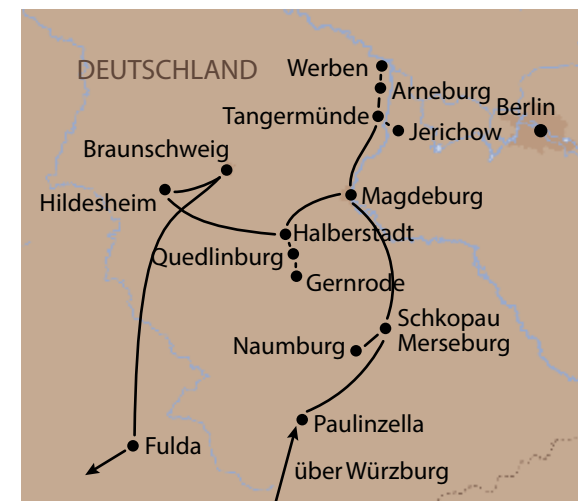 DEUTSCHLAND
Werben
Arneburg
Berlin
Tangermünde
Jerichow
Braunschweig
Hildesheim
Magdeburg
Halberstadt
Quedlinburg
Gernrode
Schkopau
Merseburg
Naumburg
Paulinzella
Fulda
über Würzburg